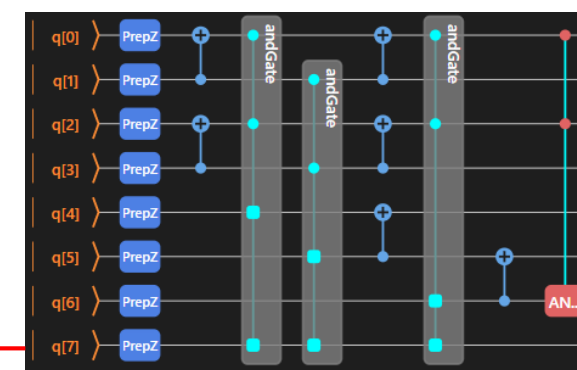 q[0] PrepZ andGate andGate
q[1] PrepZ andGate
q[2] PrepZ
q[3] PrepZ
q[4] PrepZ
q[5] PrepZ
q[6] PrepZ AN..
q[7] PrepZ